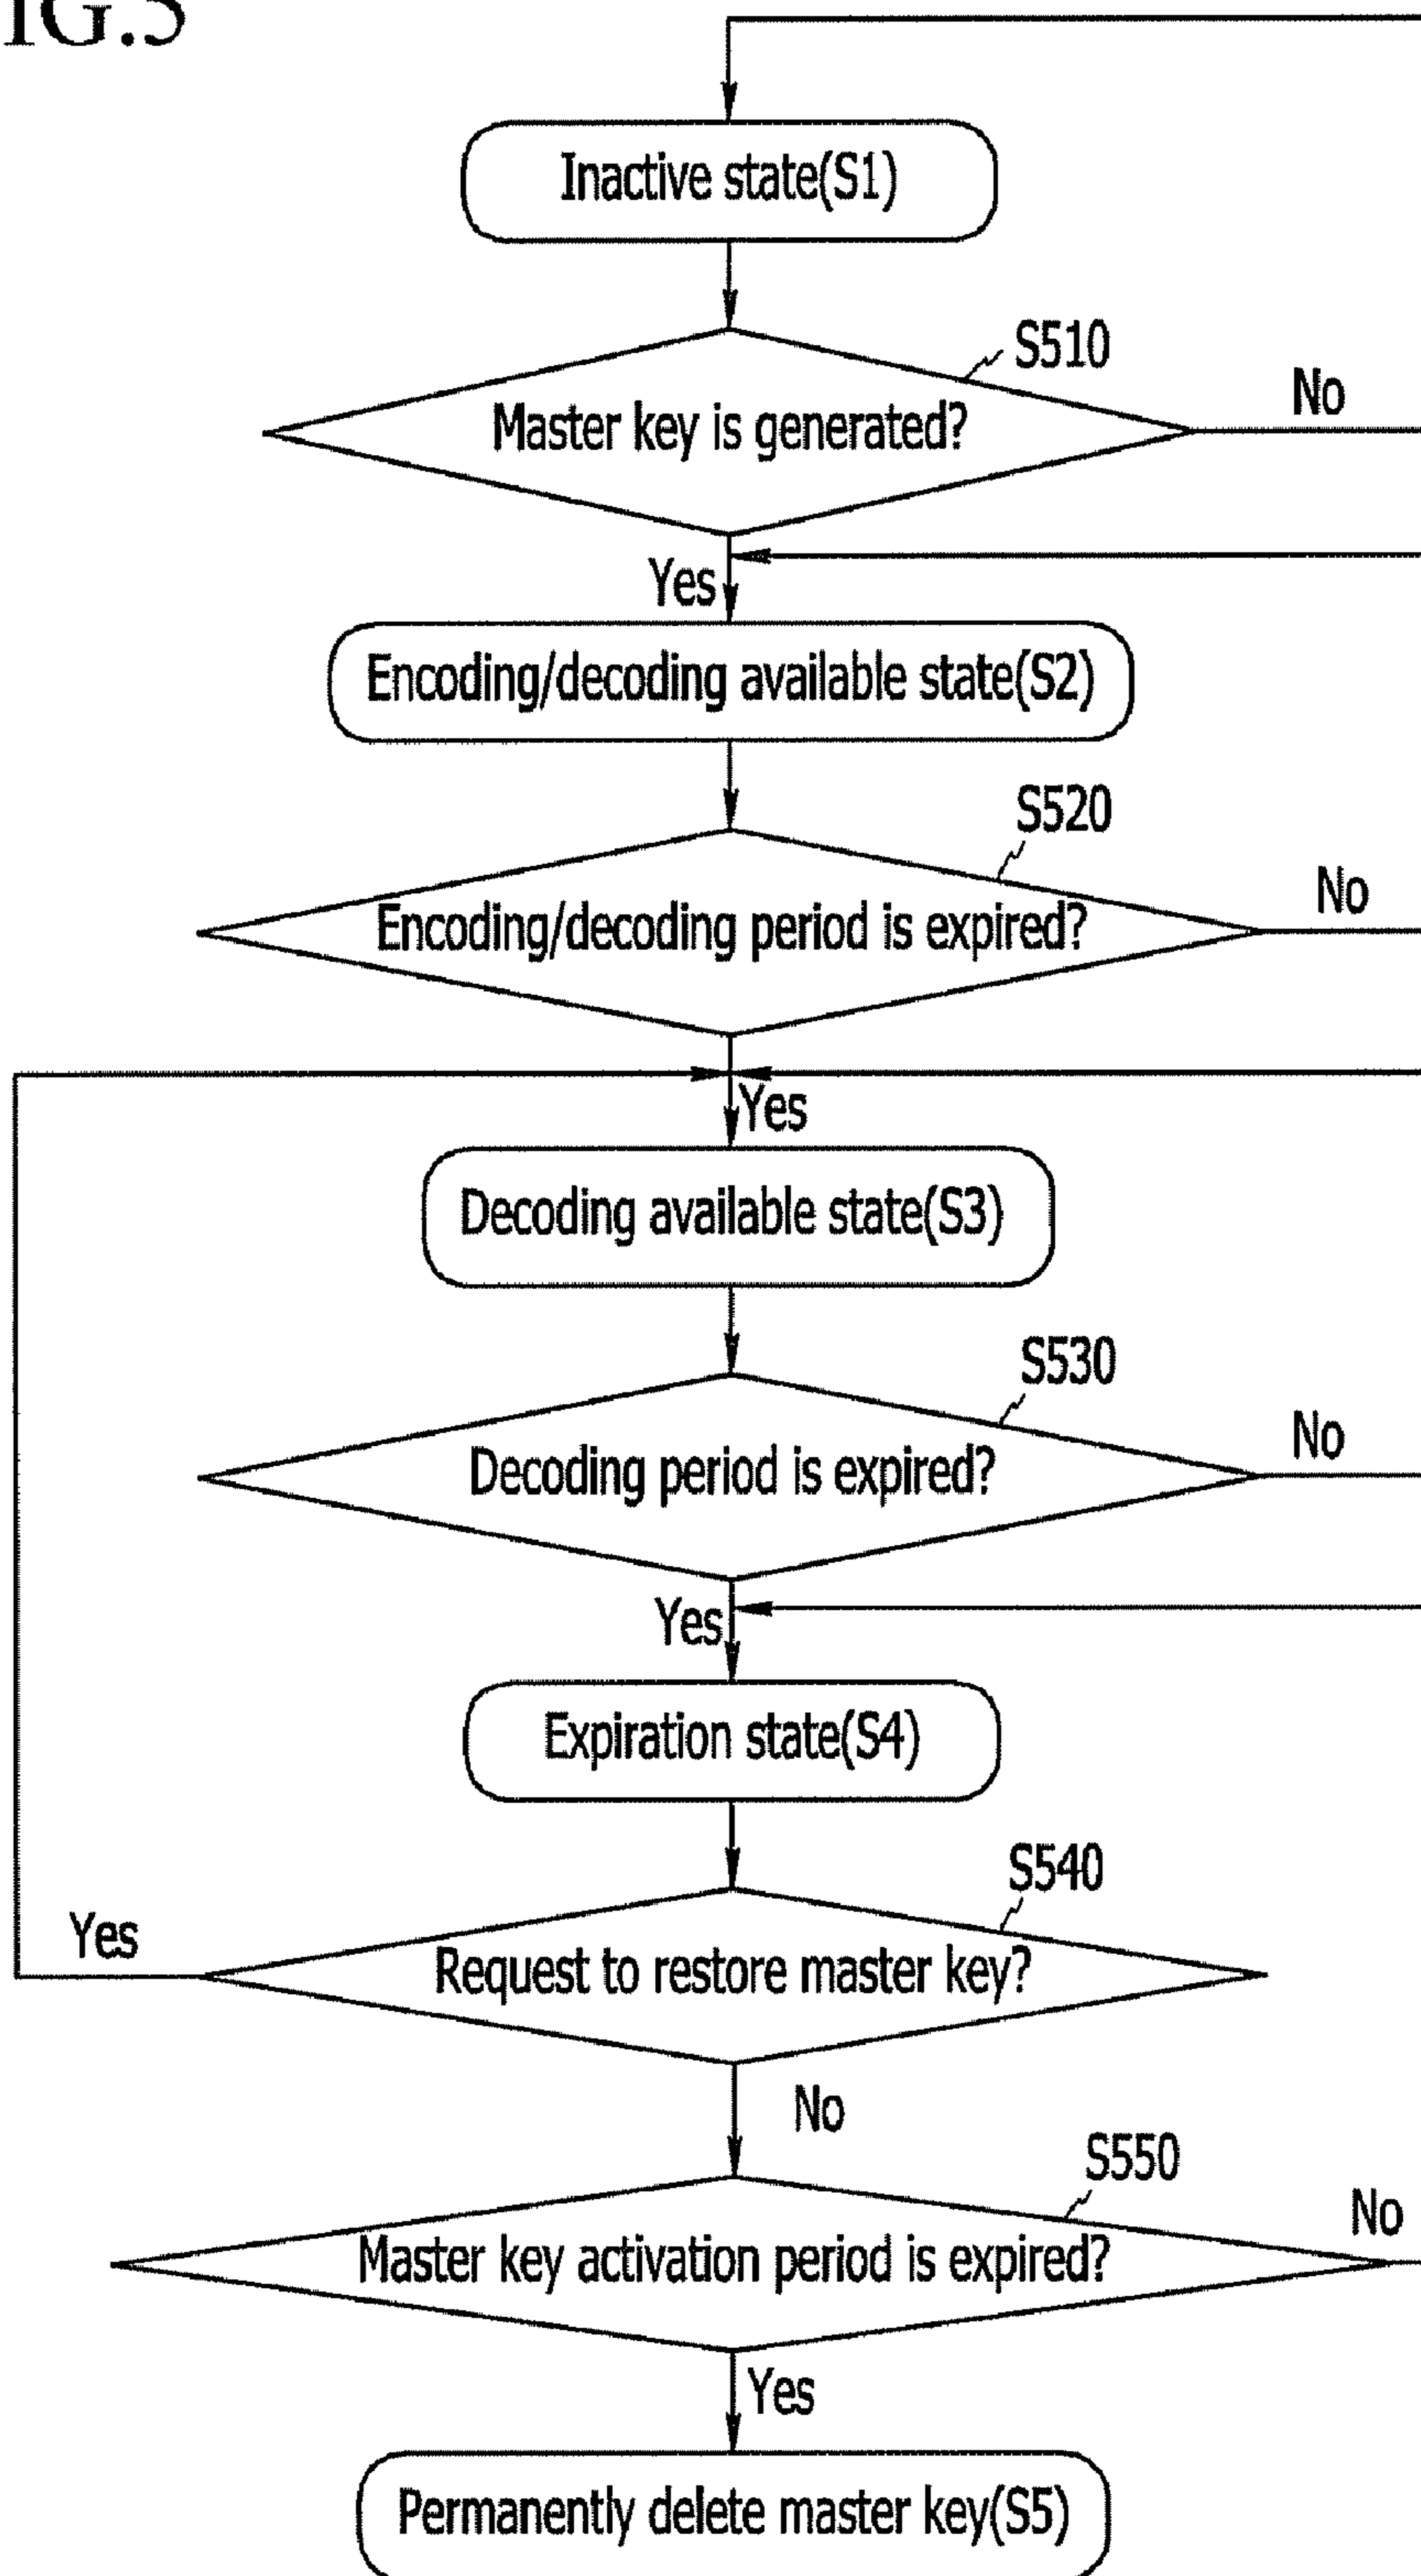 IG.5
Inactive state(S1)
S510
No
Master key is generated?
Yes
Encoding/decoding available state(S2)
S520
No
Encoding/decoding period is expired?
Yes
Decoding available state(S3)
S530
No
Decoding period is expired?
Yes
Expiration state(S4)
S540
Yes
Request to restore master key?
No
S550
No
Master key activation period is expired?
Yes
Permanently delete master key(S5)